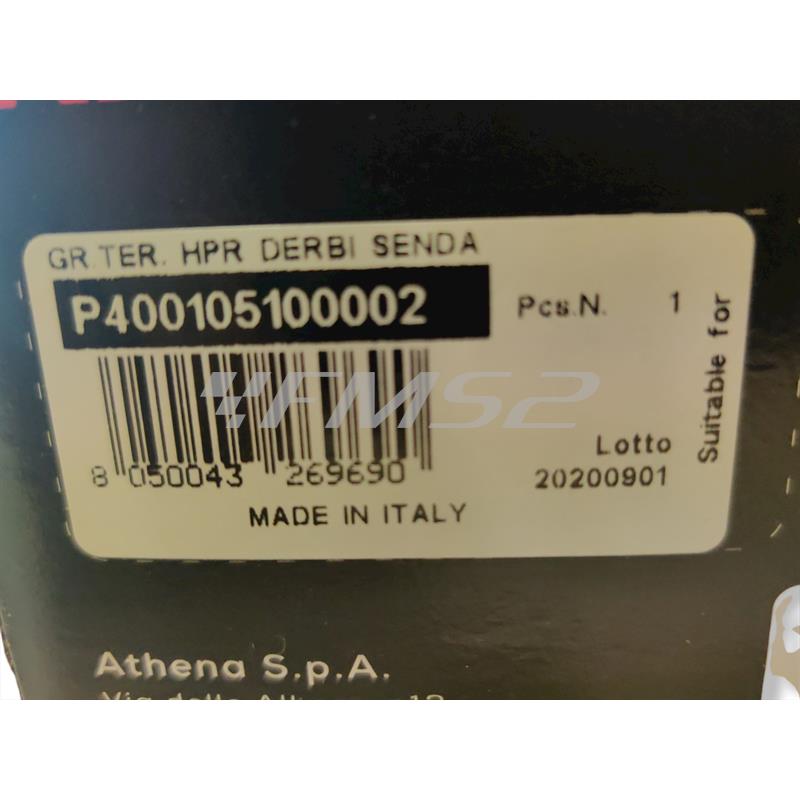 GR.TER. HPR DERBI SENDA
P400105100002
Pcs.N. 1
Suitable for
4FMS2
8 050043 269690
Lotto
20200901
MADE IN ITALY
Athena S.p.A.